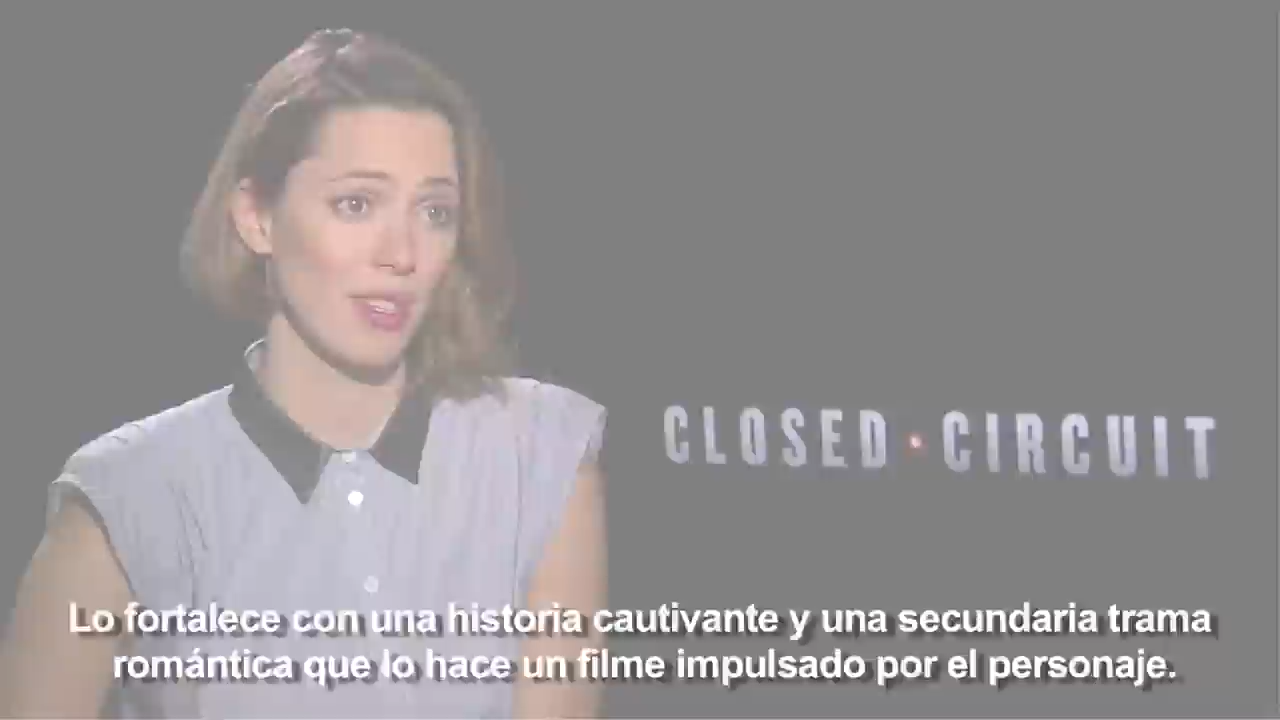 CLOSED CIRCUIT
Lo fortalece con una historia cautivante y una secundaria trama
romántica que lo hace un filme impulsado por el personaje.